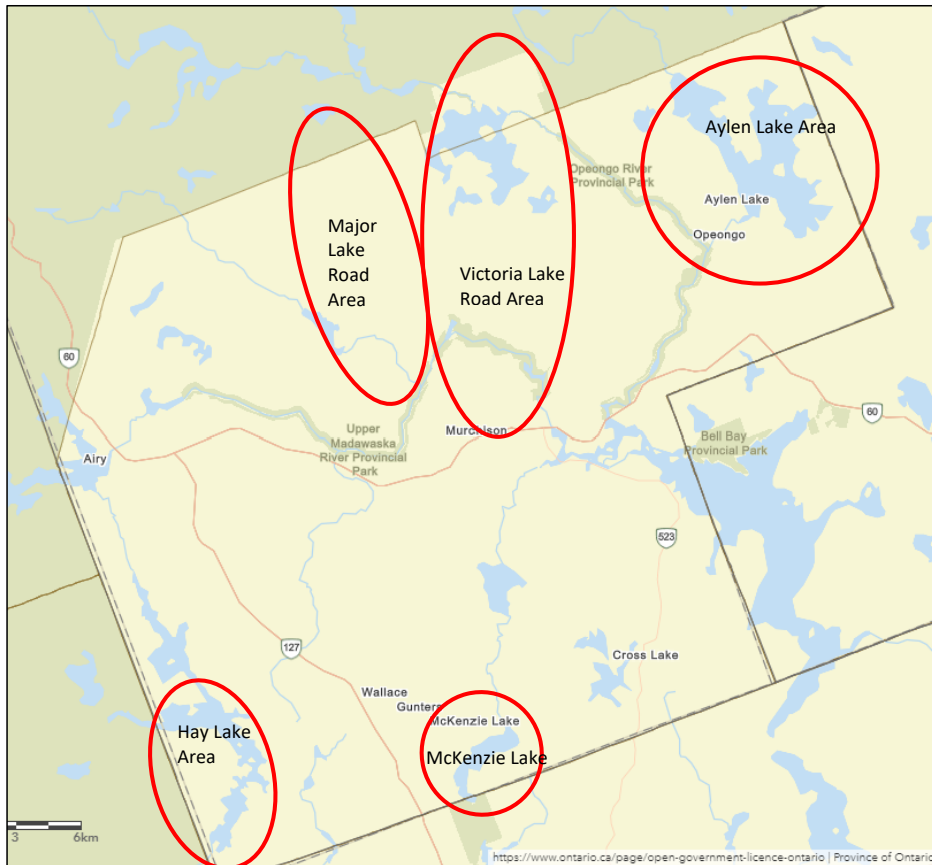 Aylen Lake Area
Opeongo River
Provincial Park
Aylen Lake
Opeongo
Major
Lake
Road
Area
Victoria Lake
Road Area
60
Airy
Upper
Madawaska
River Provincial
Park
Murchison
60
Bell Bay
Provincial Park
523
127
Cross Lake
Wallace
Gunters
McKenzie Lake
Hay Lake
Area
McKenzie Lake
3 6km
https://www.ontario.ca/page/open-government-licence-ontario | Province of Ontario